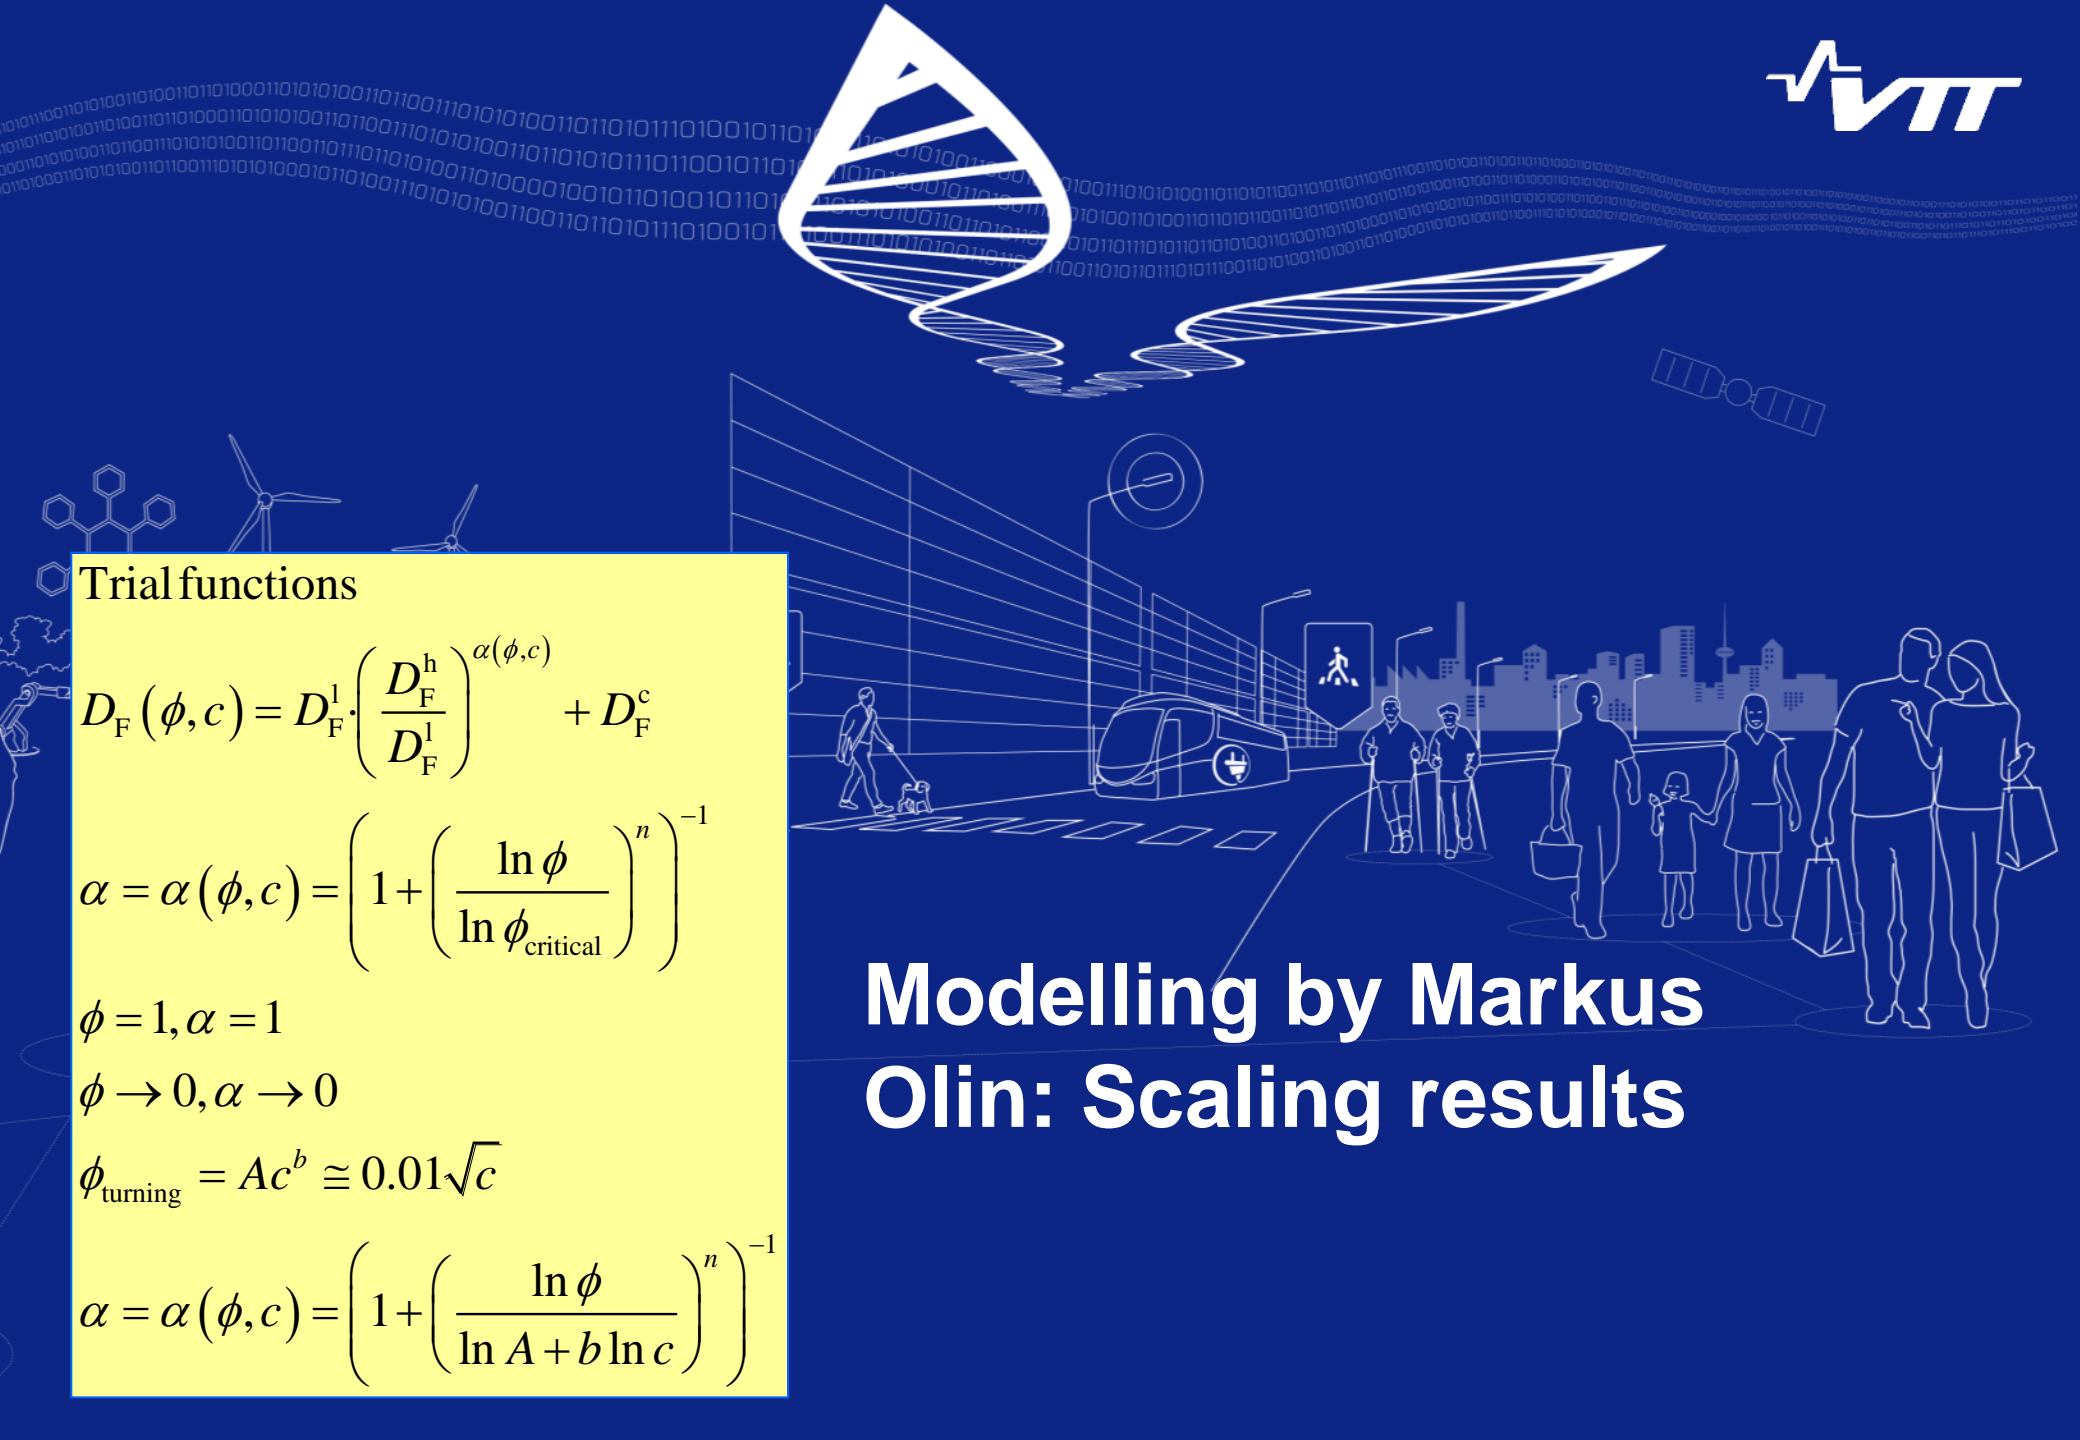 VTT
Trial functions
D_F (ϕ,c) = D_F^l · (D_F^h / D_F^l)^α(ϕ,c) + D_F^c
α = α(ϕ,c) = (1 + (ln ϕ / ln ϕ_critical)^n)^−1
ϕ = 1, α = 1
ϕ → 0, α → 0
ϕ_turning = Ac^b ≅ 0.01√c
α = α(ϕ,c) = (1 + (ln ϕ / ln A + b ln c)^n)^−1
Modelling by Markus
Olin: Scaling results